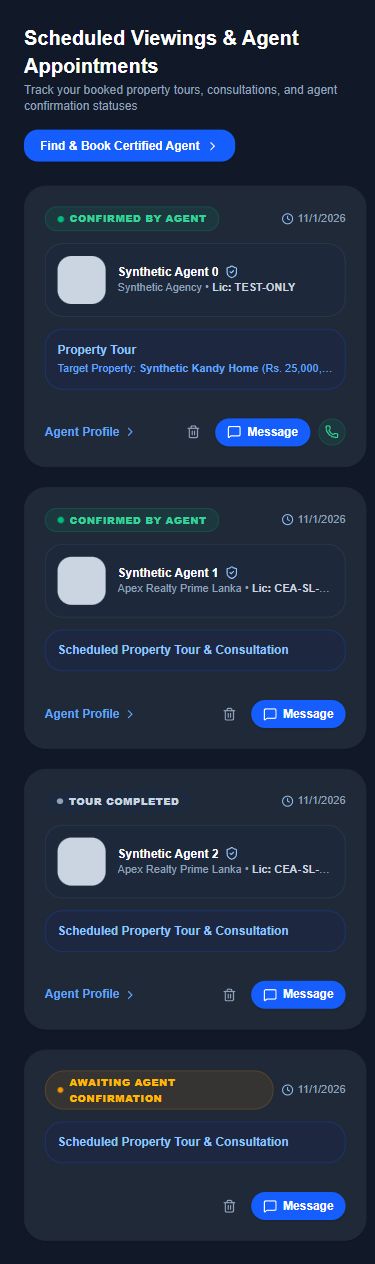 Scheduled Viewings & Agent
Appointments
Track your booked property tours, consultations, and agent
confirmation statuses
Find & Book Certified Agent
CONFIRMED BY AGENT
11/1/2026
Synthetic Agent 0
Synthetic Agency • Lic: TEST-ONLY
Property Tour
Target Property: Synthetic Kandy Home (Rs. 25,000,...
Agent Profile
Message
CONFIRMED BY AGENT
11/1/2026
Synthetic Agent 1
Apex Realty Prime Lanka • Lic: CEA-SL-...
Scheduled Property Tour & Consultation
Agent Profile
Message
TOUR COMPLETED
11/1/2026
Synthetic Agent 2
Apex Realty Prime Lanka • Lic: CEA-SL-...
Scheduled Property Tour & Consultation
Agent Profile
Message
AWAITING AGENT
CONFIRMATION
11/1/2026
Scheduled Property Tour & Consultation
Message